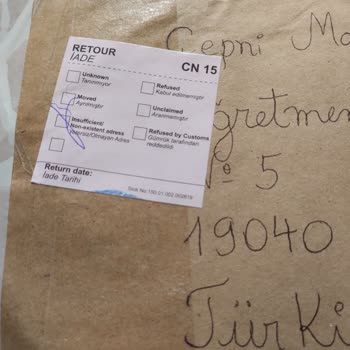 RETOUR
İADE
CN 15
Unknown
Tanınmıyor
Moved
Ayrılmıştır
Insufficient/
Non-existent adress
Yetersiz/Olmayan Adres
Refused
Kabul edilmemiştir
Unclaimed
Aranmamıştır
Refused by Customs
Gümrük tarafından
reddedildi
Return date:
İade Tarihi
Çepni Ma
Öğretmen
Nº 5
19040
Türki